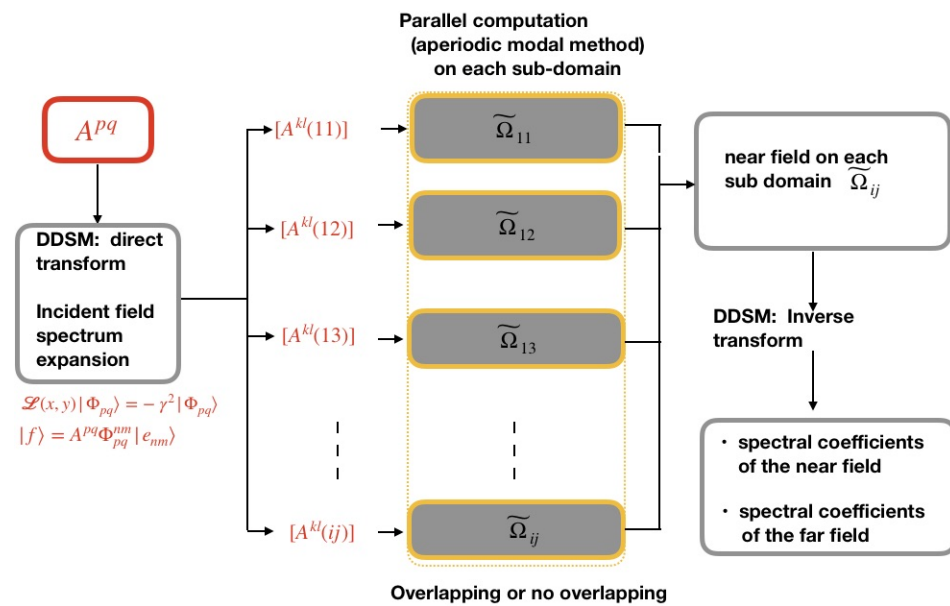 Parallel computation
(aperiodic modal method)
on each sub-domain
A^{pq}
DDSM: direct
transform
Incident field
spectrum
expansion
ℒ(x, y)|Φ_{pq}⟩ = − γ²|Φ_{pq}⟩
|f⟩ = A^{pq}Φ_{pq}^{nm}|e_{nm}⟩
[A^{kl}(11)]
[A^{kl}(12)]
[A^{kl}(13)]
[A^{kl}(ij)]
Ω̃_{11}
Ω̃_{12}
Ω̃_{13}
Ω̃_{ij}
Overlapping or no overlapping
near field on each
sub domain Ω̃_{ij}
DDSM: Inverse
transform
· spectral coefficients
of the near field
· spectral coefficients
of the far field